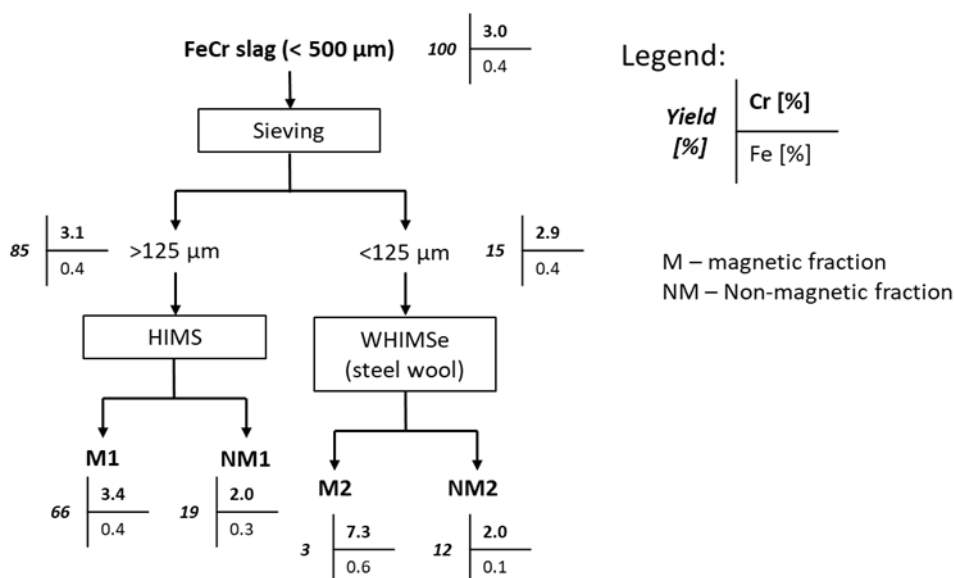 FeCr slag (< 500 µm)
100
3.0
0.4
Legend:
Yield
[%]
Cr [%]
Fe [%]
Sieving
85
3.1
0.4
>125 µm
<125 µm
15
2.9
0.4
M – magnetic fraction
NM – Non-magnetic fraction
HIMS
WHIMSe
(steel wool)
M1
NM1
M2
NM2
66
3.4
0.4
19
2.0
0.3
3
7.3
0.6
12
2.0
0.1